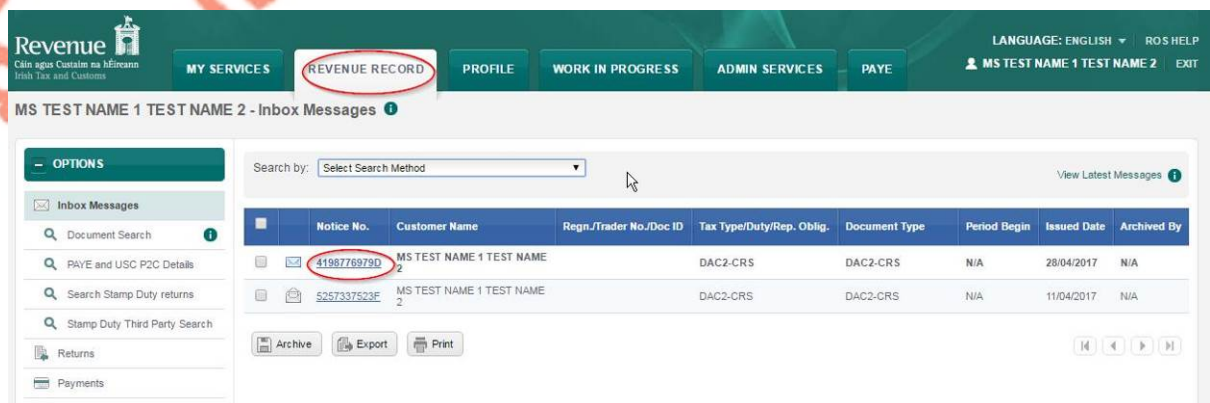 Revenue
Cáin agus Custaim na hÉireann
Irish Tax and Customs
LANGUAGE: ENGLISH ROS HELP
MY SERVICES REVENUE RECORD PROFILE WORK IN PROGRESS ADMIN SERVICES PAYE
MS TEST NAME 1 TEST NAME 2 EXIT
MS TEST NAME 1 TEST NAME 2 - Inbox Messages
OPTIONS
Inbox Messages
Document Search
PAYE and USC P2C Details
Search Stamp Duty returns
Stamp Duty Third Party Search
Returns
Payments
Search by: Select Search Method
View Latest Messages
Notice No. Customer Name Regn./Trader No./Doc ID Tax Type/Duty/Rep. Oblig. Document Type Period Begin Issued Date Archived By
4198776979D MS TEST NAME 1 TEST NAME 2 DAC2-CRS DAC2-CRS N/A 28/04/2017 N/A
5257337523F MS TEST NAME 1 TEST NAME 2 DAC2-CRS DAC2-CRS N/A 11/04/2017 N/A
Archive Export Print